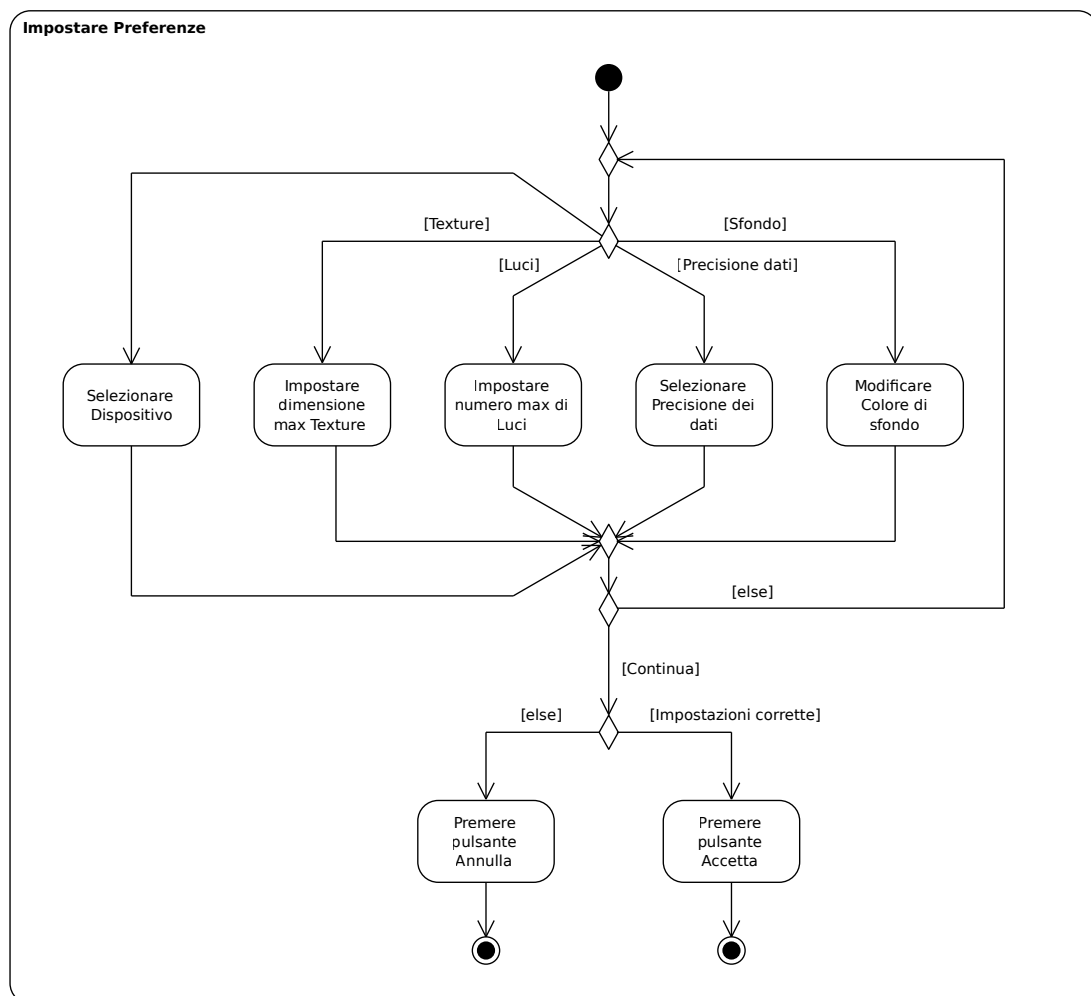 Impostare Preferenze
[Texture]
[Sfondo]
[Luci]
[Precisione dati]
Selezionare
Dispositivo
Impostare
dimensione
max Texture
Impostare
numero max di
Luci
Selezionare
Precisione dei
dati
Modificare
Colore di
sfondo
[else]
[Continua]
[else]
[Impostazioni corrette]
Premere
pulsante
Annulla
Premere
pulsante
Accetta